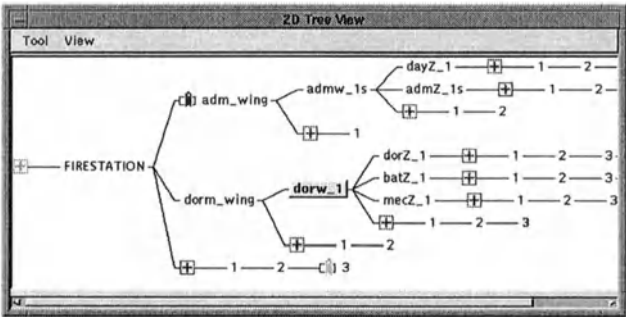 2D Tree View
Tool View
dayZ_1 1 2
admw_1s admZ_1s 1 2
adm_wing 1 2
1
dorZ_1 1 2 3
FIRESTATION batZ_1 1 2 3
dorm_wing dorw_1 mecZ_1 1 2 3
1 2 3
1 2
1 2 3